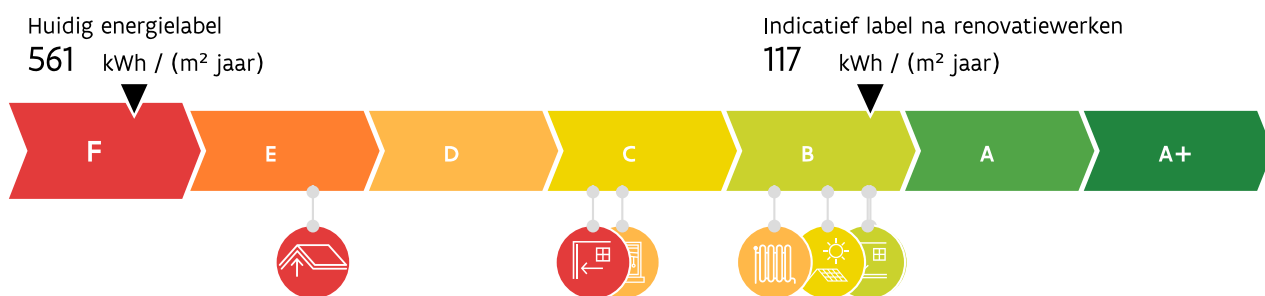 Huidig energielabel
561 kWh / (m² jaar)
Indicatief label na renovatiewerken
117 kWh / (m² jaar)
F E D C B A A+